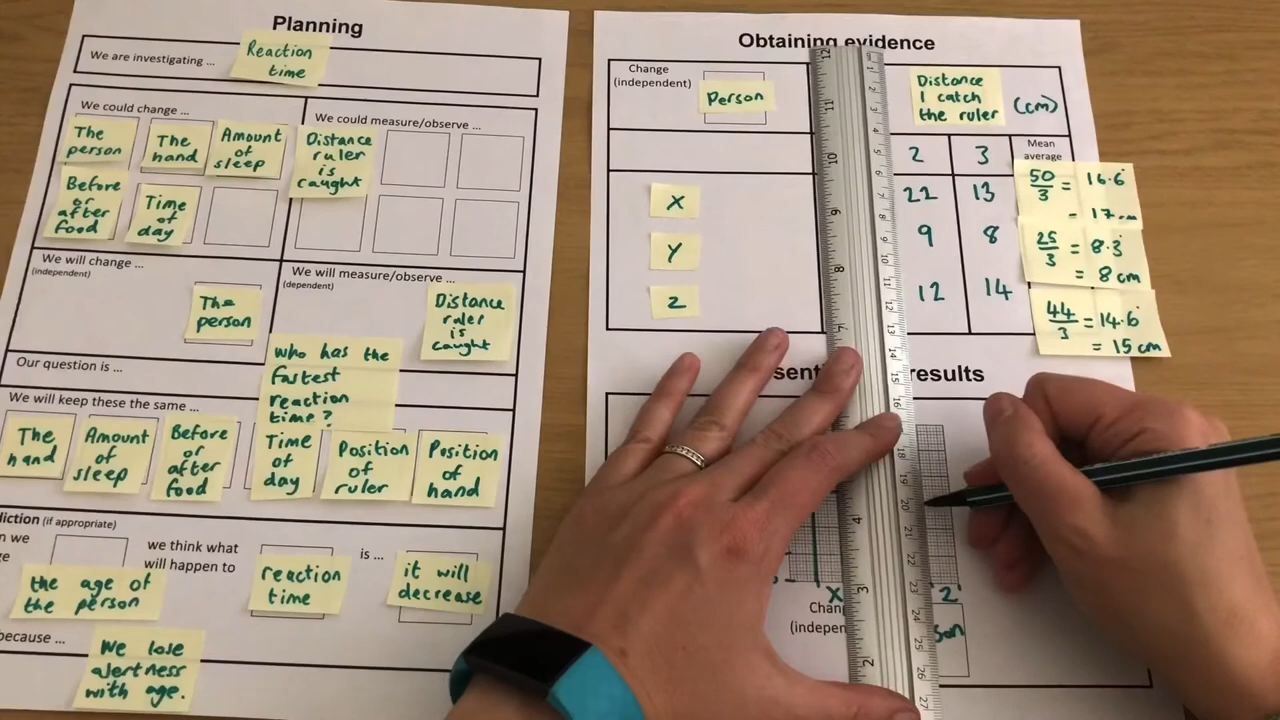 Planning
We are investigating ...
Reaction
time
We could change ...
The
person
The
hand
Amount
of
sleep
Before
or
after
food
Time
of
day
We could measure/observe ...
Distance
ruler
is
caught
We will change ...
(independent)
The
person
We will measure/observe ...
(dependent)
Distance
ruler
is
caught
Our question is ...
who has the
fastest
reaction
time?
We will keep these the same ...
The
hand
Amount
of
sleep
Before
or
after
food
Time
of
day
Position
of
ruler
Position
of
hand
(if appropriate)
we think what
will happen to
is ...
the age of
the person
reaction
time
it will
decrease
because ...
We lose
alertness
with age.
Obtaining evidence
Change
(independent)
Person
Distance
I catch
the ruler
(cm)
2 3 Mean
average
X 22 13
50/3 = 16.6
= 17 cm
Y 9 8
25/3 = 8.3
= 8 cm
Z 12 14
44/3 = 14.6
= 15 cm
results
X
2